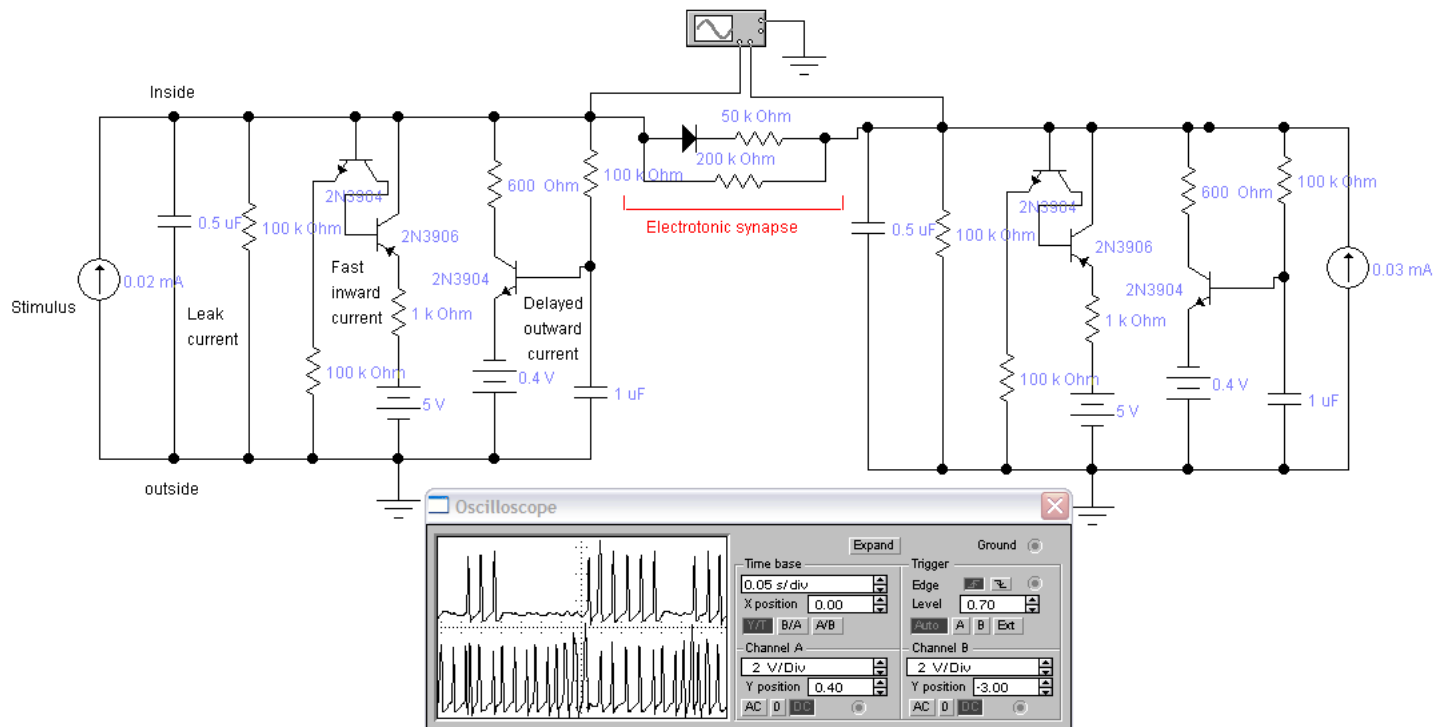 Inside
Stimulus
0.02 mA
0.5 uF
Leak
current
100 k Ohm
2N3904
100 k Ohm
2N3906
Fast
inward
current
1 k Ohm
5 V
600 Ohm
2N3904
0.4 V
Delayed
outward
current
100 k Ohm
1 uF
outside
50 k Ohm
200 k Ohm
Electrotonic synapse
0.5 uF
100 k Ohm
2N3904
100 k Ohm
2N3906
1 k Ohm
5 V
600 Ohm
2N3904
0.4 V
100 k Ohm
1 uF
0.03 mA
Oscilloscope
Expand
Ground
Time base
0.05 s/div
X position 0.00
Y/T B/A A/B
Trigger
Edge
Level 0.70
Auto A B Ext
Channel A
2 V/Div
Y position 0.40
AC 0 DC
Channel B
2 V/Div
Y position -3.00
AC 0 DC